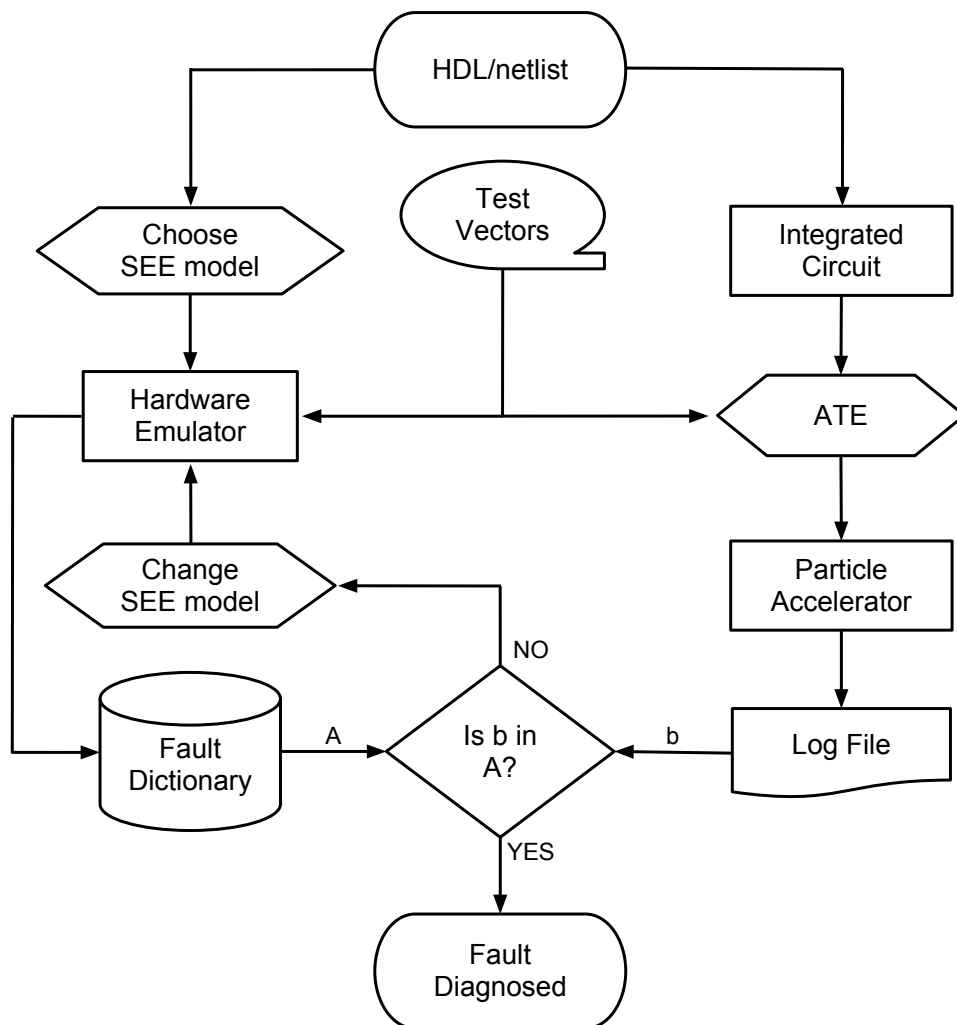 HDL/netlist
Choose
SEE model
Test
Vectors
Integrated
Circuit
Hardware
Emulator
ATE
Change
SEE model
Particle
Accelerator
NO
Fault
Dictionary
A
Is b in
A?
b
Log File
YES
Fault
Diagnosed